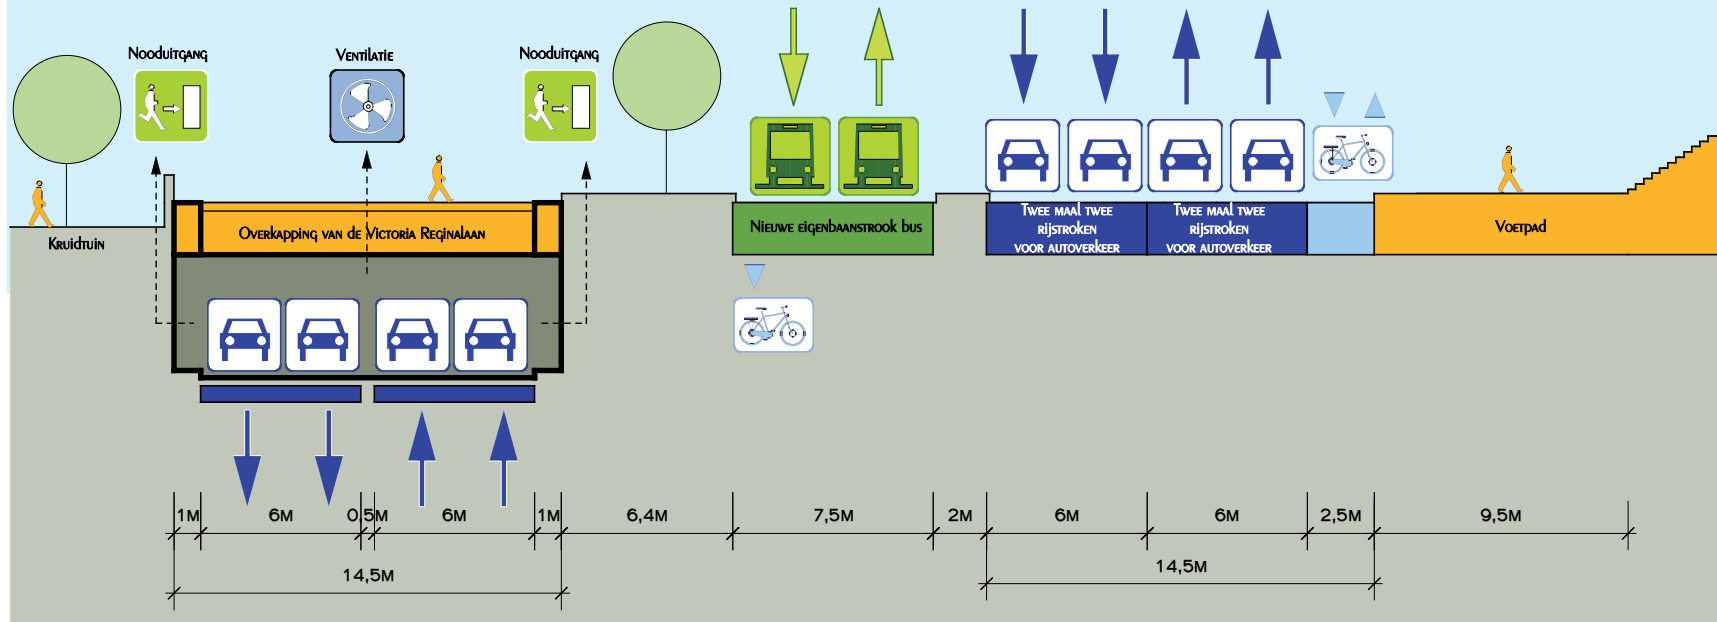 Nooduitgang
Ventilatie
Nooduitgang
Kruidtuin
Overkapping van de Victoria Reginalaan
Nieuwe eigenbaanstrook bus
Twee maal twee
rijstroken
voor autoverkeer
Twee maal twee
rijstroken
voor autoverkeer
Voetpad
1M
6M
0,5M
6M
1M
6,4M
7,5M
2M
6M
6M
2,5M
9,5M
14,5M
14,5M